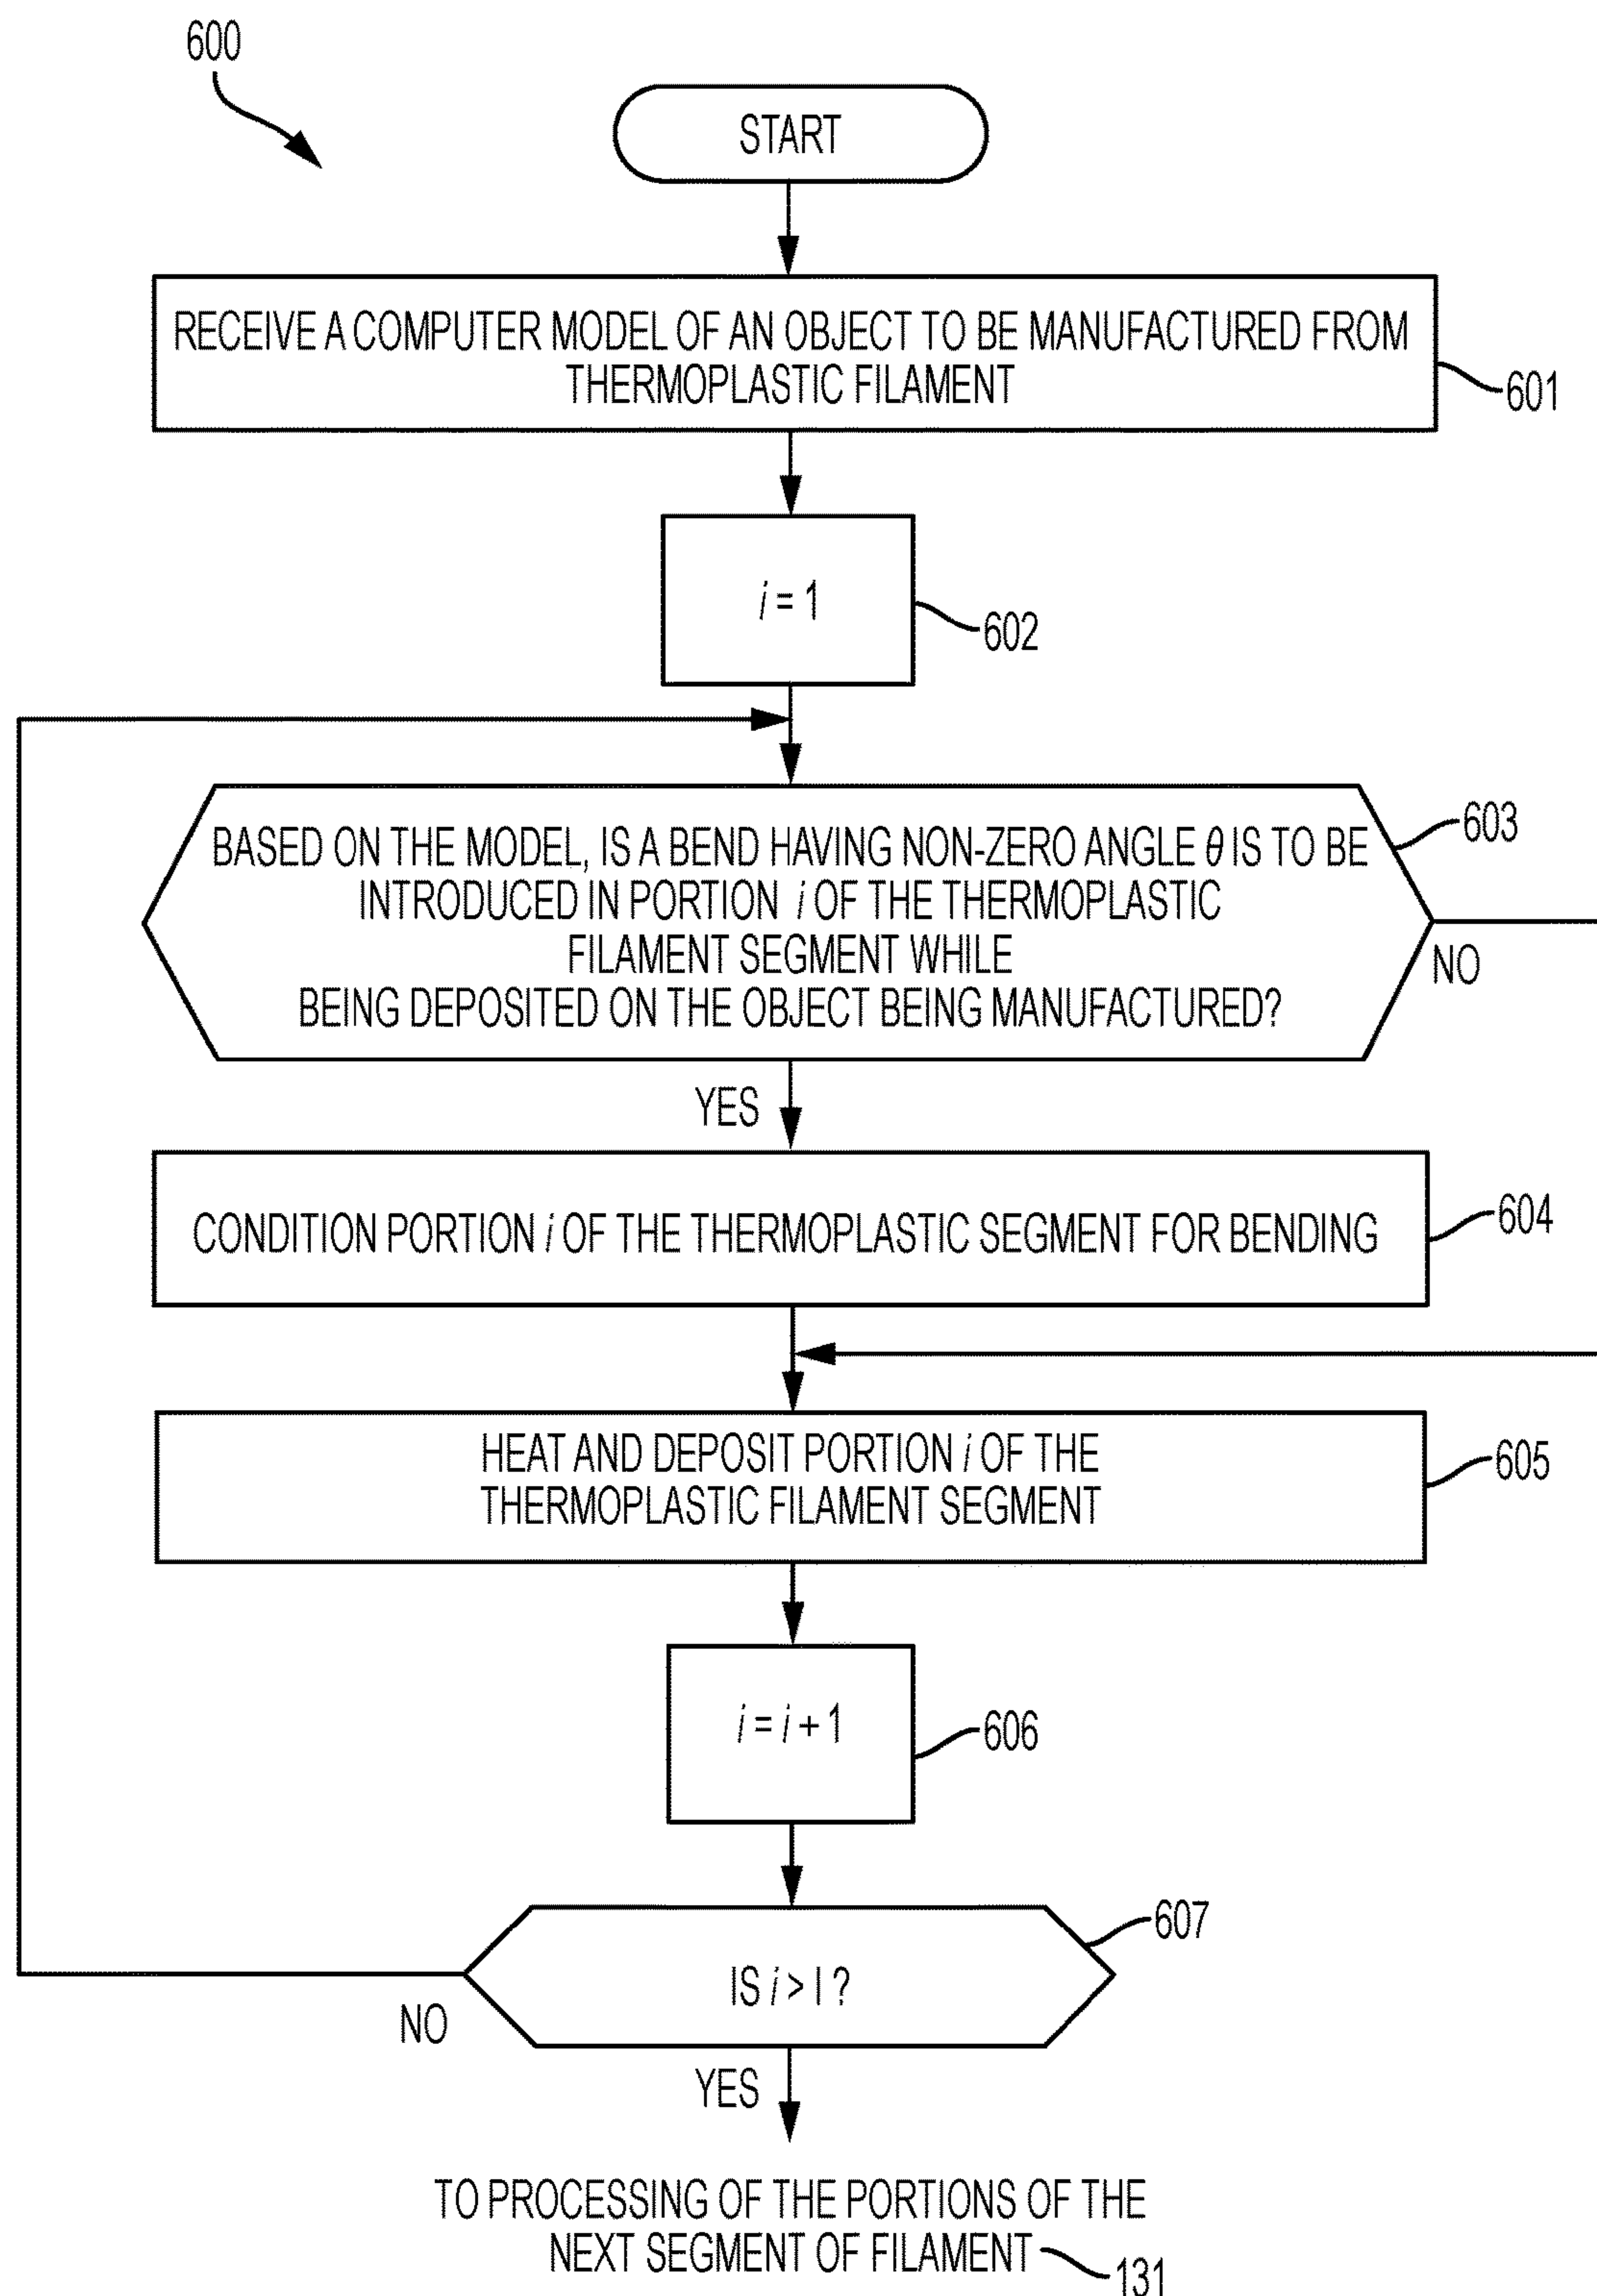 600
START
RECEIVE A COMPUTER MODEL OF AN OBJECT TO BE MANUFACTURED FROM
THERMOPLASTIC FILAMENT
601
i = 1
602
BASED ON THE MODEL, IS A BEND HAVING NON-ZERO ANGLE θ IS TO BE
INTRODUCED IN PORTION i OF THE THERMOPLASTIC
FILAMENT SEGMENT WHILE
BEING DEPOSITED ON THE OBJECT BEING MANUFACTURED?
603
NO
YES
CONDITION PORTION i OF THE THERMOPLASTIC SEGMENT FOR BENDING
604
HEAT AND DEPOSIT PORTION i OF THE
THERMOPLASTIC FILAMENT SEGMENT
605
i = i + 1
606
IS i > I ?
607
NO
YES
TO PROCESSING OF THE PORTIONS OF THE
NEXT SEGMENT OF FILAMENT
131